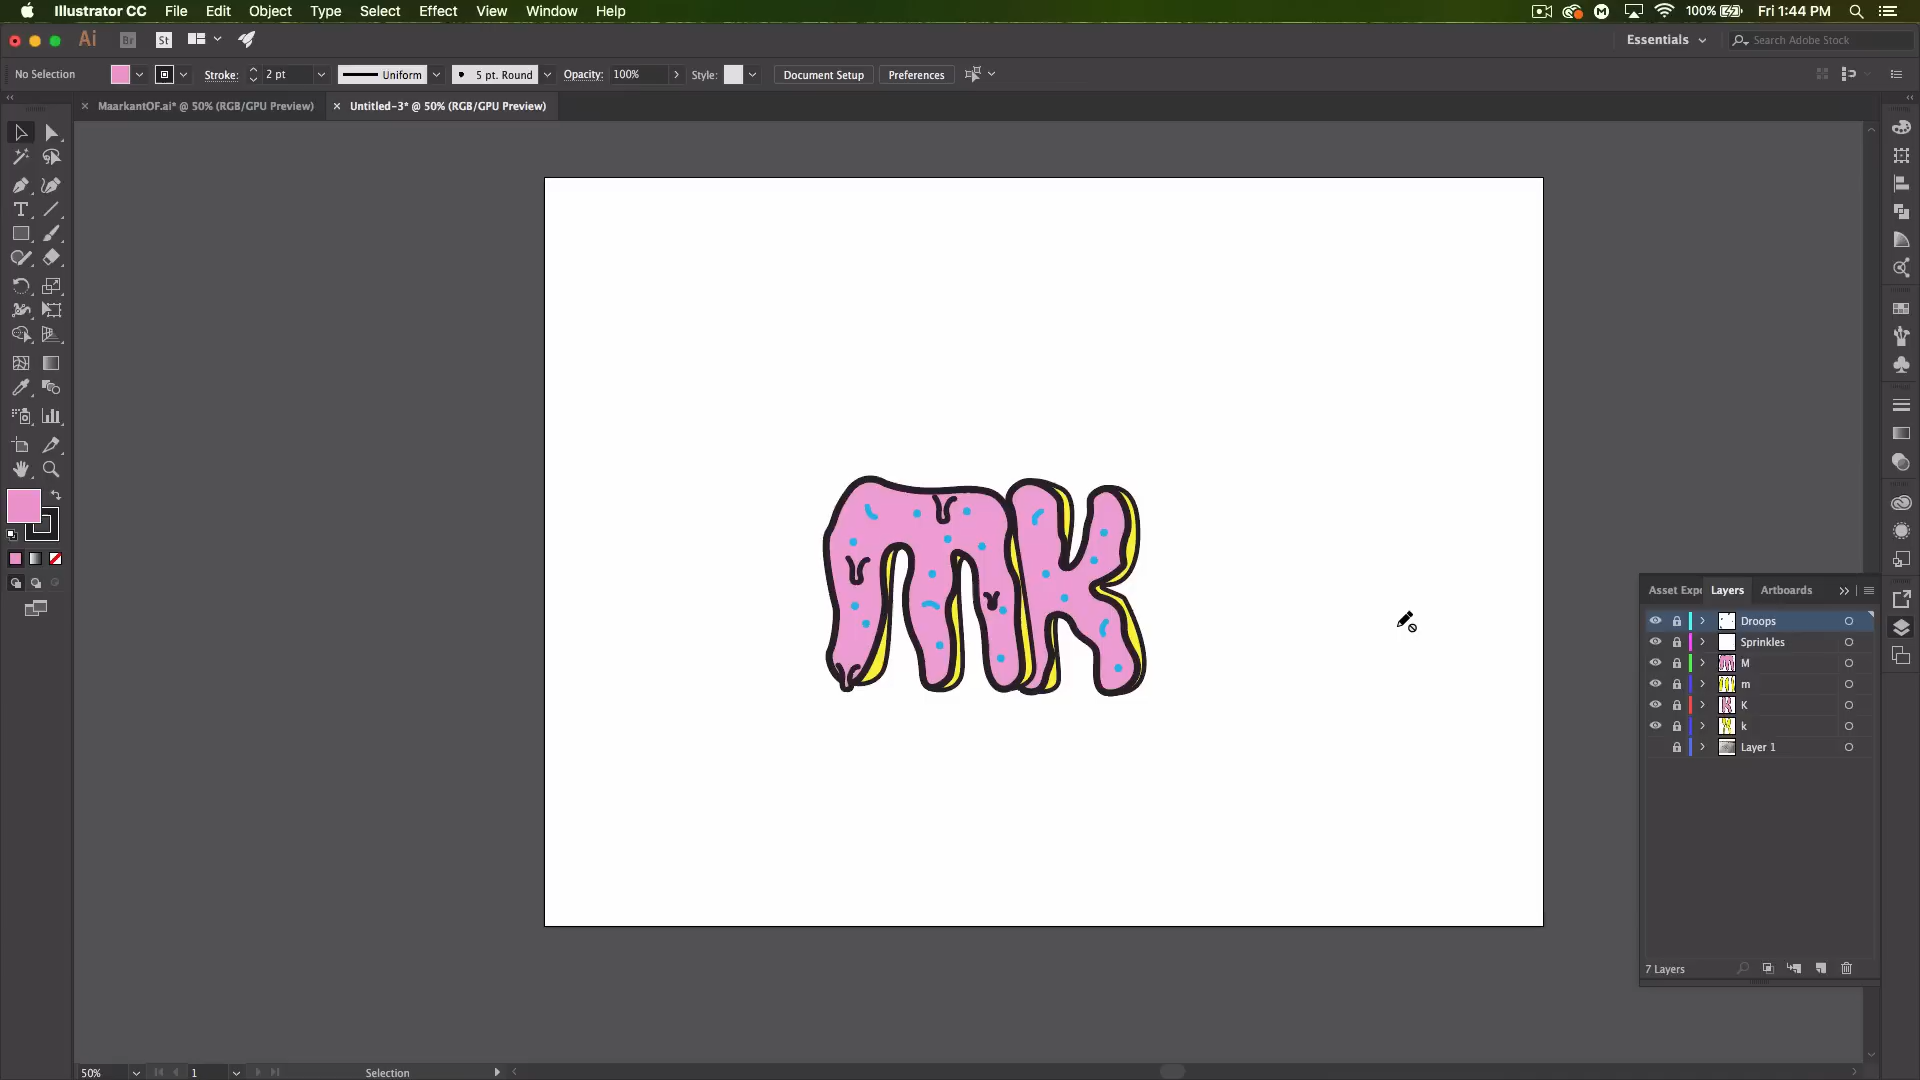 Illustrator CC File Edit Object Type Select Effect View Window Help 100% Fri 1:44 PM
Ai Br St Essentials Search Adobe Stock
No Selection Stroke: 2 pt Uniform 5 pt. Round Opacity: 100% Style: Document Setup Preferences
MaarkantOF.ai* @ 50% (RGB/GPU Preview) Untitled-3* @ 50% (RGB/GPU Preview)
MK
Asset Exp Layers Artboards
Droops
Sprinkles
M
m
K
k
Layer 1
7 Layers
50% 1 Selection